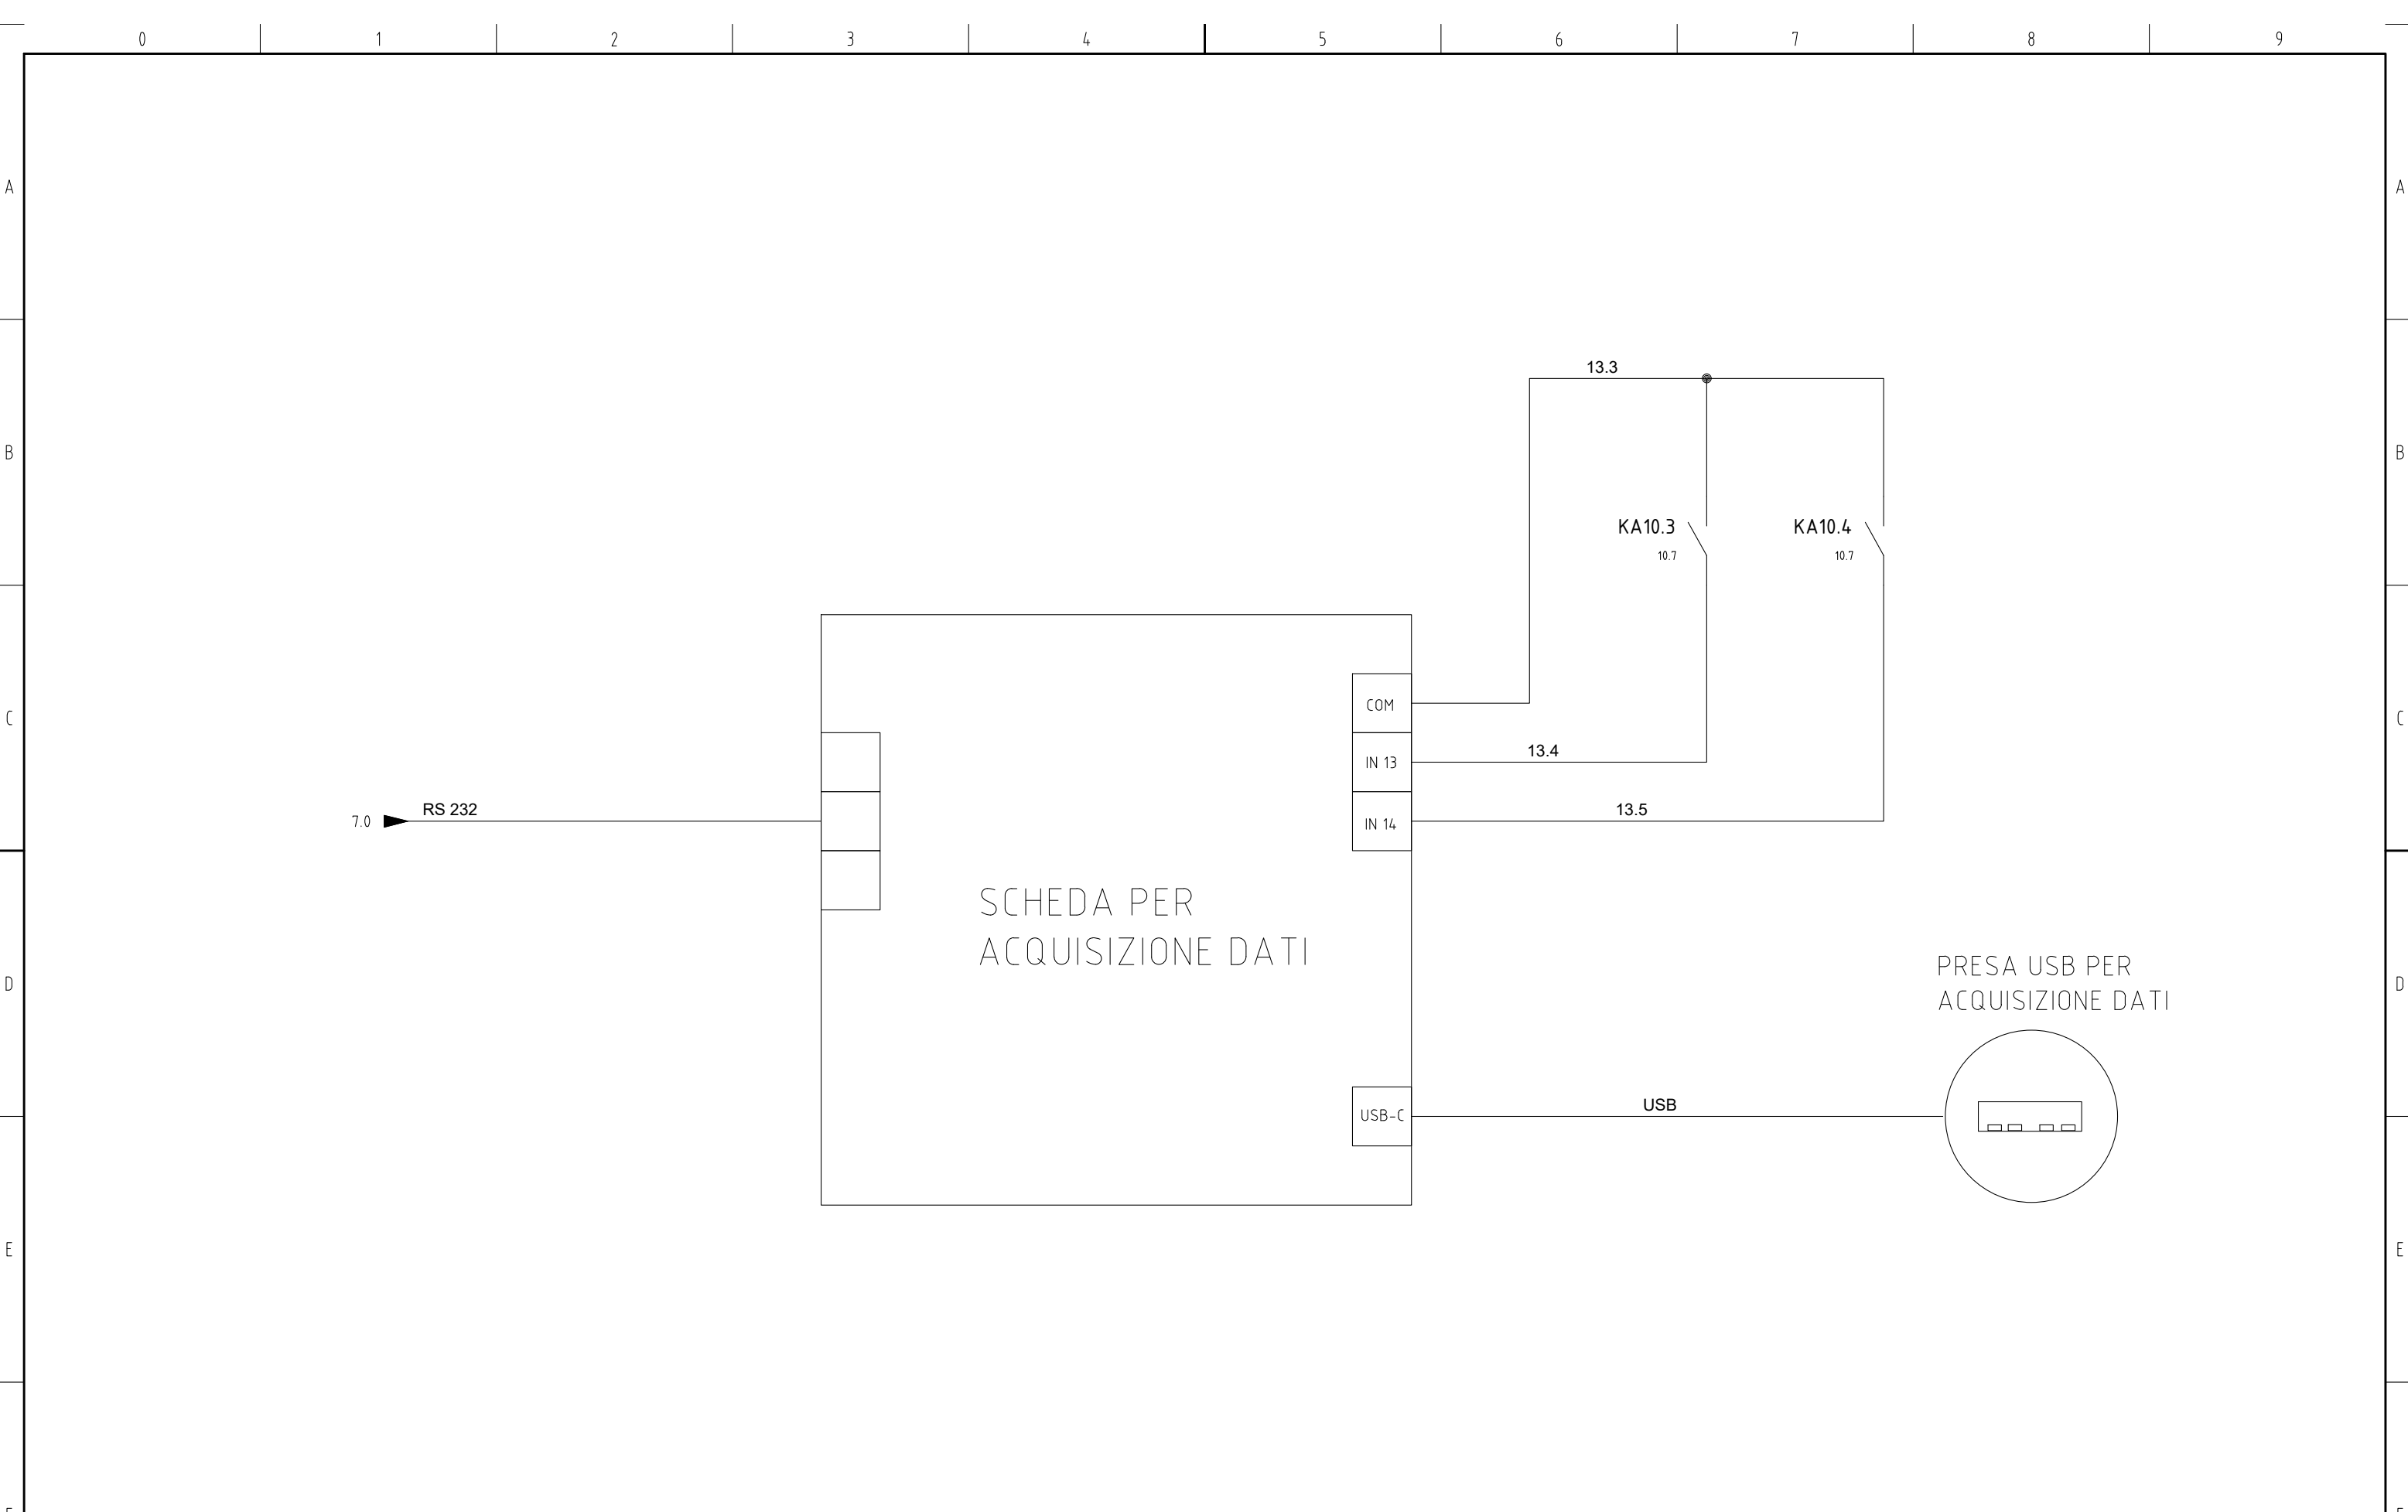 0 1 2 3 4 5 6 7 8 9
A A
13.3
B B
KA10.3 KA10.4
10.7 10.7
COM
C C
13.4
IN 13
RS 232
13.5
7.0
IN 14
SCHEDA PER
ACQUISIZIONE DATI
PRESA USB PER
ACQUISIZIONE DATI
D D
USB
USB-C
E E